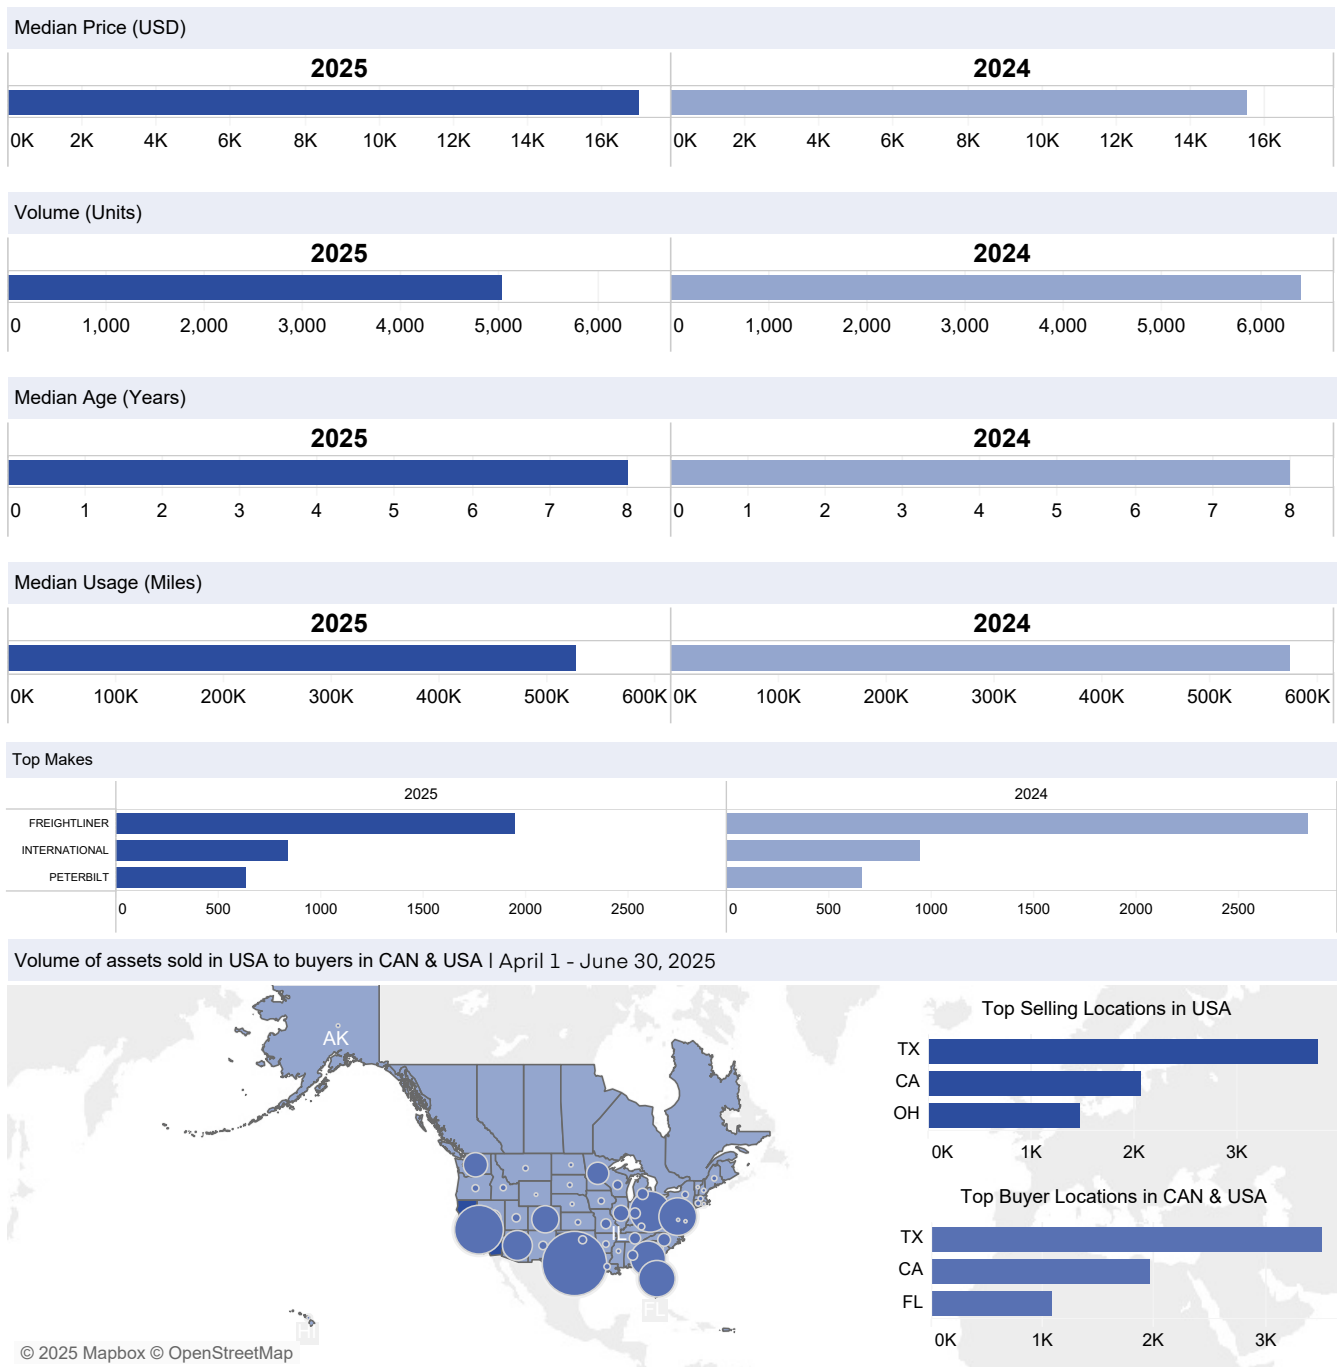 Median Price (USD)
2025 2024
0K 2K 4K 6K 8K 10K 12K 14K 16K 0K 2K 4K 6K 8K 10K 12K 14K 16K
Volume (Units)
2025 2024
0 1,000 2,000 3,000 4,000 5,000 6,000 0 1,000 2,000 3,000 4,000 5,000 6,000
Median Age (Years)
2025 2024
0 1 2 3 4 5 6 7 8 0 1 2 3 4 5 6 7 8
Median Usage (Miles)
2025 2024
0K 100K 200K 300K 400K 500K 600K 0K 100K 200K 300K 400K 500K 600K
Top Makes
2025 2024
FREIGHTLINER
INTERNATIONAL
PETERBILT
0 500 1000 1500 2000 2500 0 500 1000 1500 2000 2500
Volume of assets sold in USA to buyers in CAN & USA | April 1 - June 30, 2025
AK
IL
FL
HI
© 2025 Mapbox © OpenStreetMap
Top Selling Locations in USA
TX
CA
OH
0K 1K 2K 3K
Top Buyer Locations in CAN & USA
TX
CA
FL
0K 1K 2K 3K